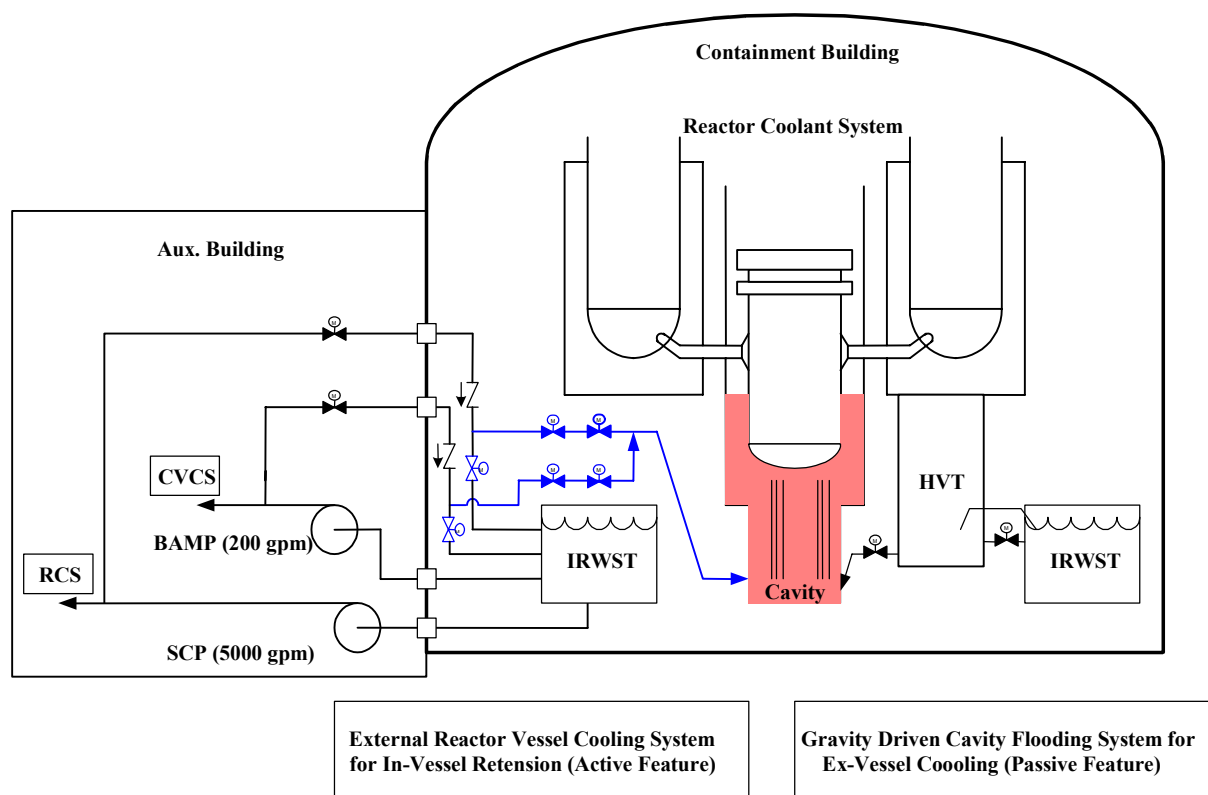 Containment Building
Reactor Coolant System
Aux. Building
M
M
M
M
M
M
M
M
CVCS
HVT
BAMP (200 gpm)
IRWST
M
M
IRWST
RCS
Cavity
SCP (5000 gpm)
External Reactor Vessel Cooling System
for In-Vessel Retension (Active Feature)
Gravity Driven Cavity Flooding System for
Ex-Vessel Coooling (Passive Feature)